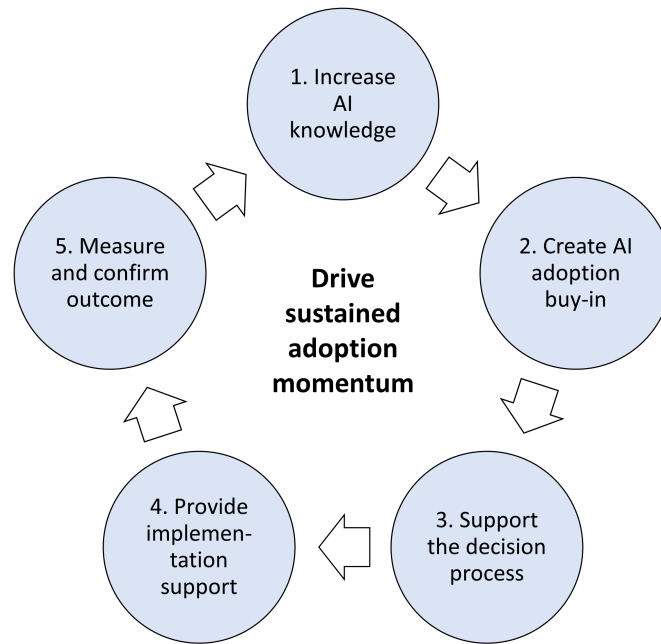 1. Increase
AI
knowledge
2. Create AI
adoption
buy-in
3. Support
the decision
process
4. Provide
implemen-
tation
support
5. Measure
and confirm
outcome
Drive
sustained
adoption
momentum